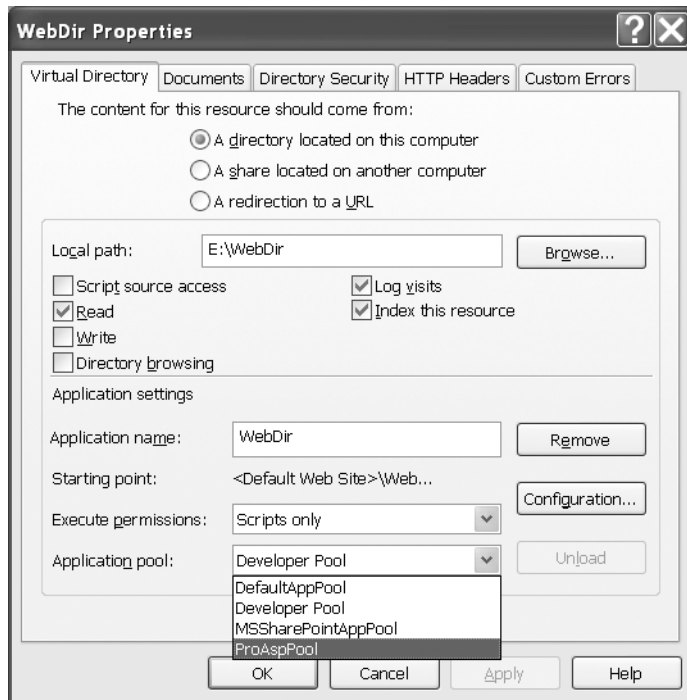 WebDir Properties
Virtual Directory Documents Directory Security HTTP Headers Custom Errors
The content for this resource should come from:
A directory located on this computer
A share located on another computer
A redirection to a URL
Local path: E:\WebDir Browse...
Script source access Log visits
Read Index this resource
Write
Directory browsing
Application settings
Application name: WebDir Remove
Starting point: <Default Web Site>\Web...
Configuration...
Execute permissions: Scripts only
Application pool: Developer Pool Unload
DefaultAppPool
Developer Pool
MSSharePointAppPool
ProAspPool
OK Cancel Apply Help